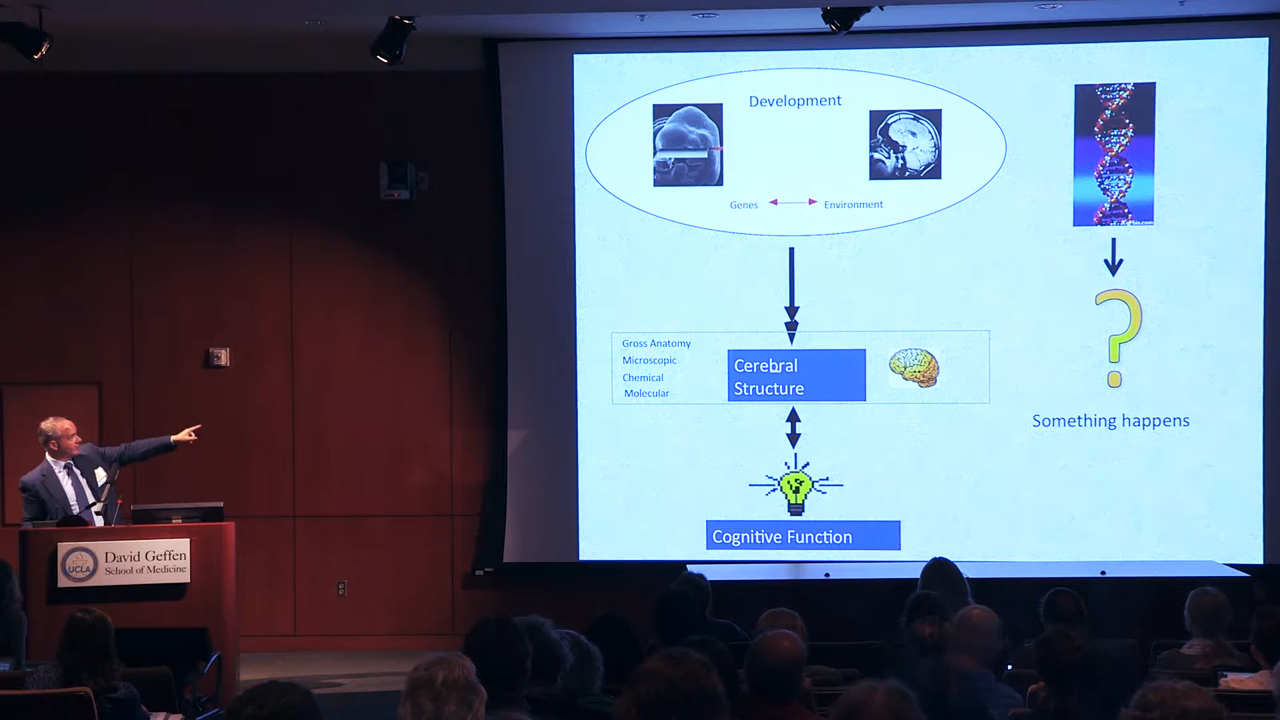 Development
Genes
Environment
Gross Anatomy
Microscopic
Chemical
Molecular
Cerebral
Structure
Something happens
Cognitive Function
UCLA
David Geffen
School of Medicine